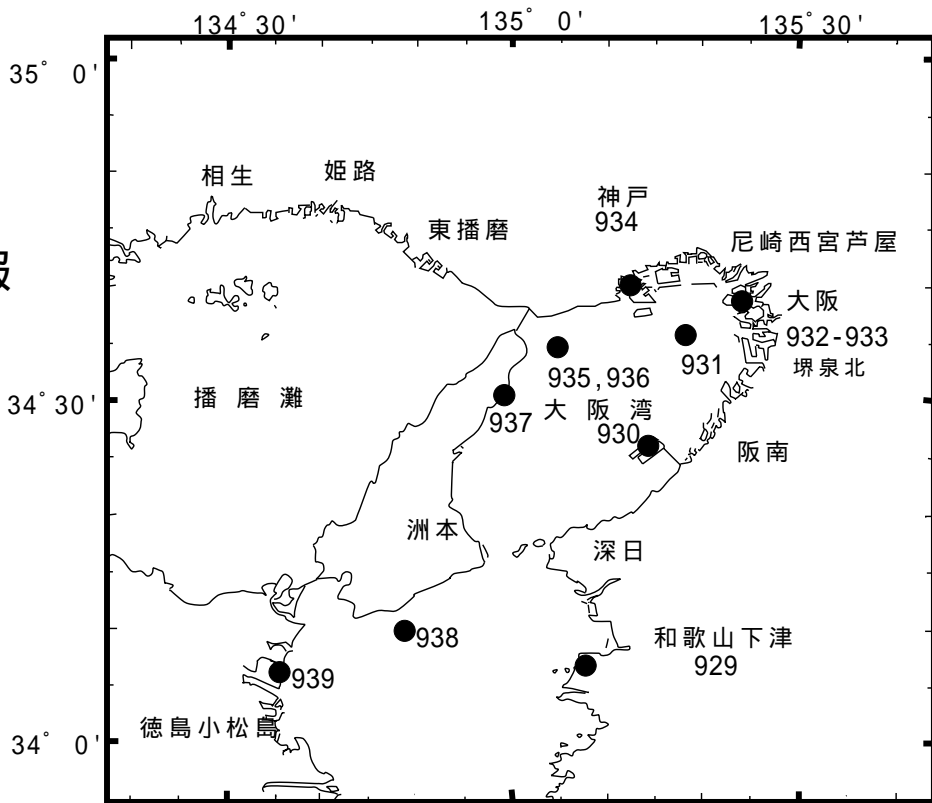 134° 30'
135° 0'
135° 30'
35° 0'
相生
姫路
神戸
934
東播磨
尼崎西宮芦屋
報
大阪
932-933
堺泉北
931
935,936
播磨灘
34° 30'
大阪湾
937
930
阪南
洲本
深日
938
和歌山下津
929
939
徳島小松島
34° 0'